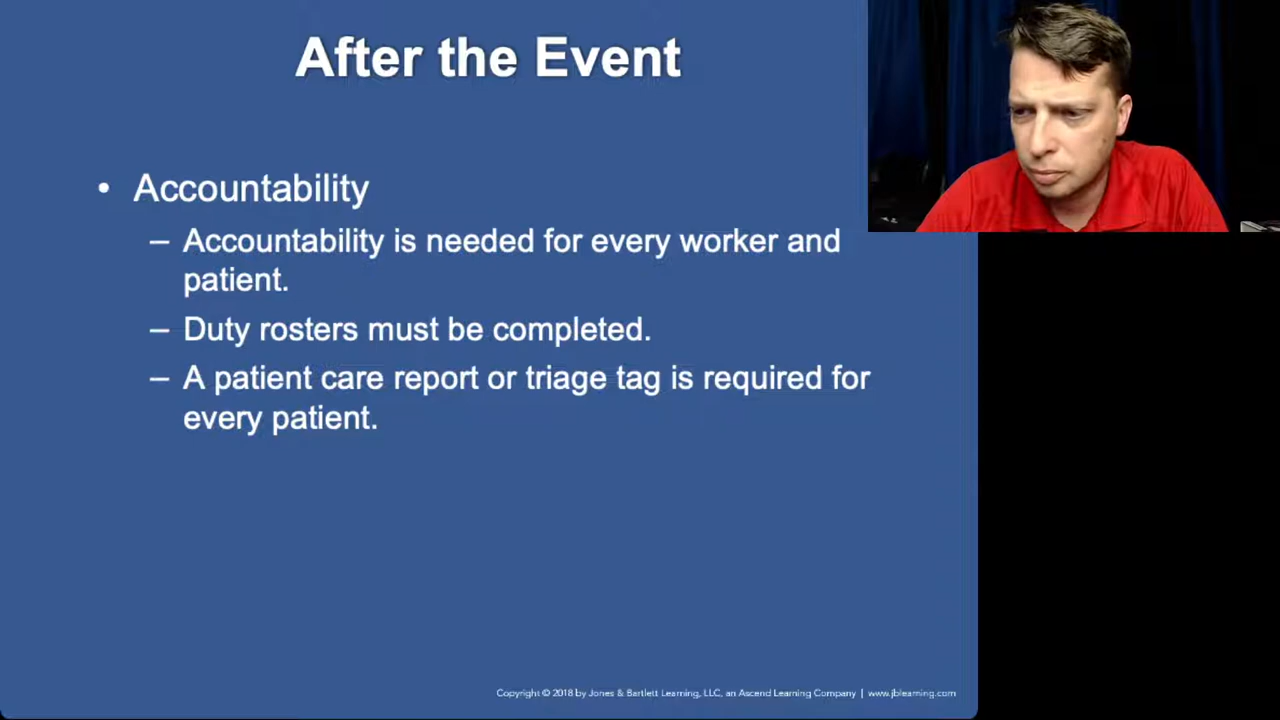 After the Event
• Accountability
– Accountability is needed for every worker and
patient.
– Duty rosters must be completed.
– A patient care report or triage tag is required for
every patient.
Copyright © 2018 by Jones & Bartlett Learning, LLC, an Ascend Learning Company | www.jblearning.com